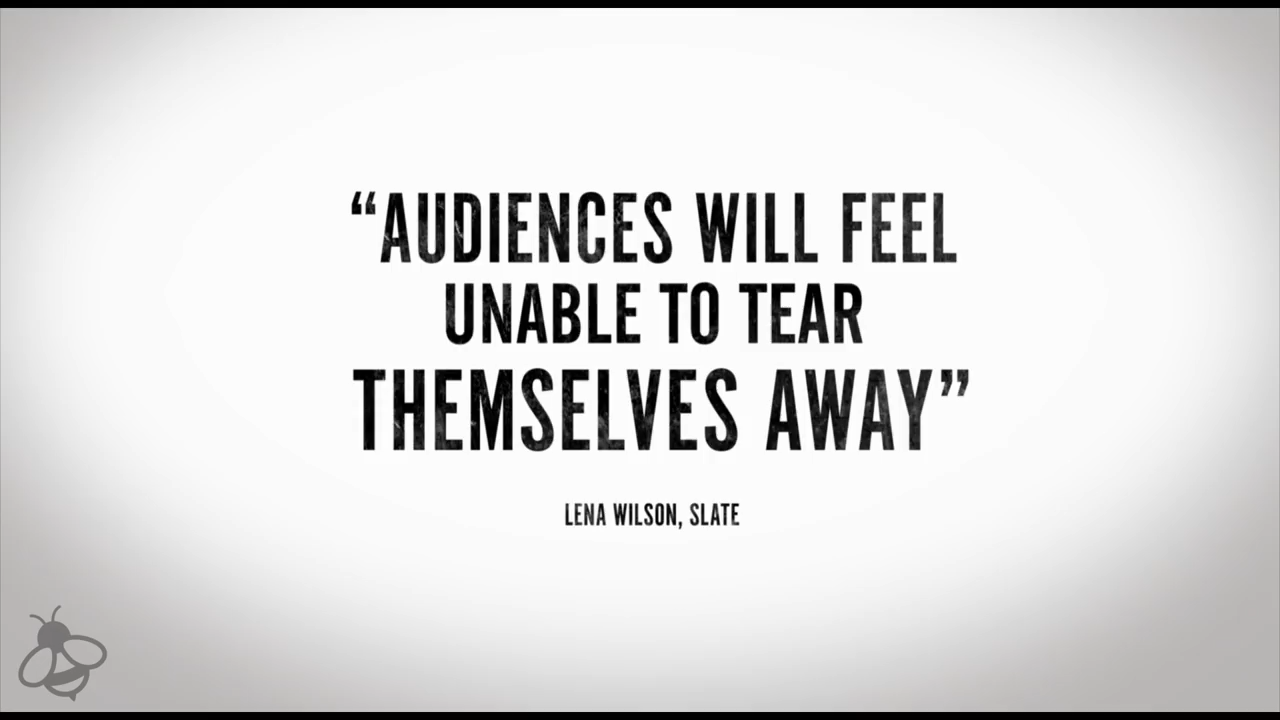 “AUDIENCES WILL FEEL
UNABLE TO TEAR
THEMSELVES AWAY”
LENA WILSON, SLATE